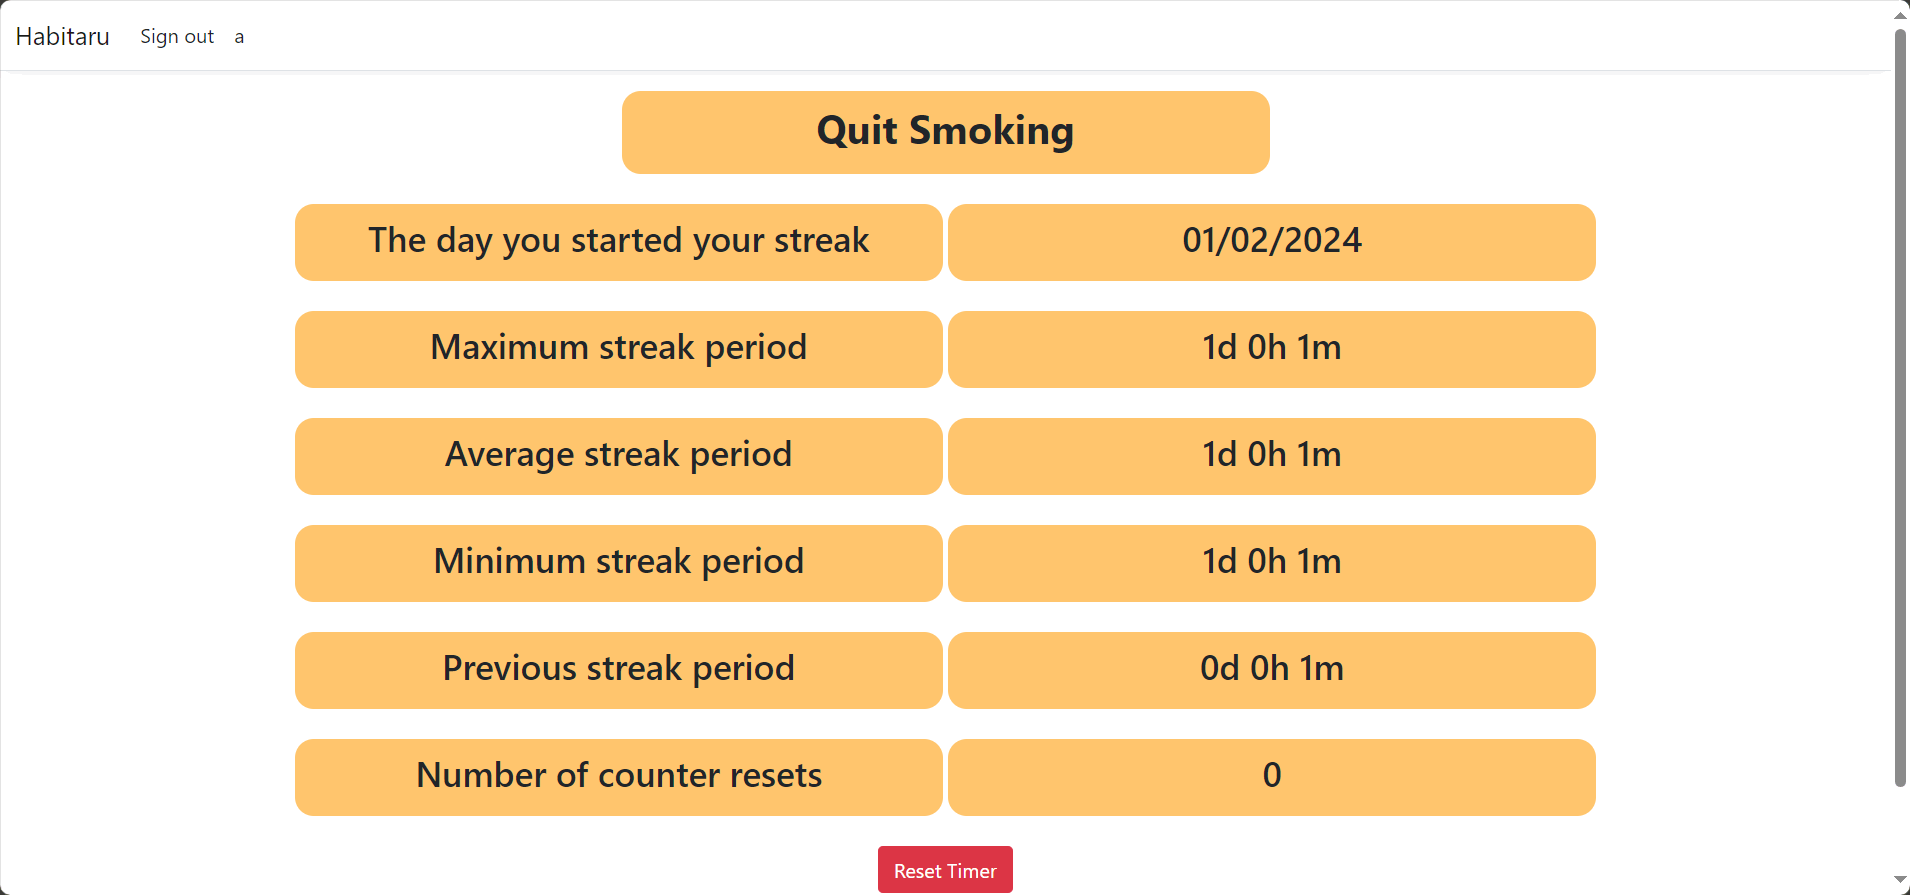 Habitaru Sign out a
Quit Smoking
The day you started your streak 01/02/2024
Maximum streak period 1d 0h 1m
Average streak period 1d 0h 1m
Minimum streak period 1d 0h 1m
Previous streak period 0d 0h 1m
Number of counter resets 0
Reset Timer